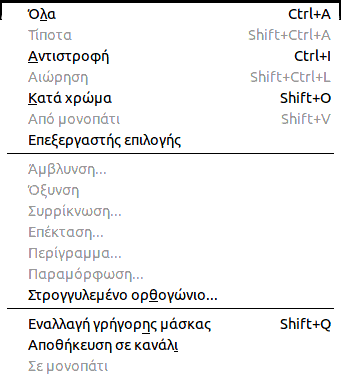 Όλα Ctrl+A
Τίποτα Shift+Ctrl+A
Αντιστροφή Ctrl+I
Αιώρηση Shift+Ctrl+L
Κατά χρώμα Shift+O
Από μονοπάτι Shift+V
Επεξεργαστής επιλογής
Άμβλυνση...
Όξυνση
Συρρίκνωση...
Επέκταση...
Περίγραμμα...
Παραμόρφωση...
Στρογγυλεμένο ορθογώνιο...
Εναλλαγή γρήγορης μάσκας Shift+Q
Αποθήκευση σε κανάλι
Σε μονοπάτι